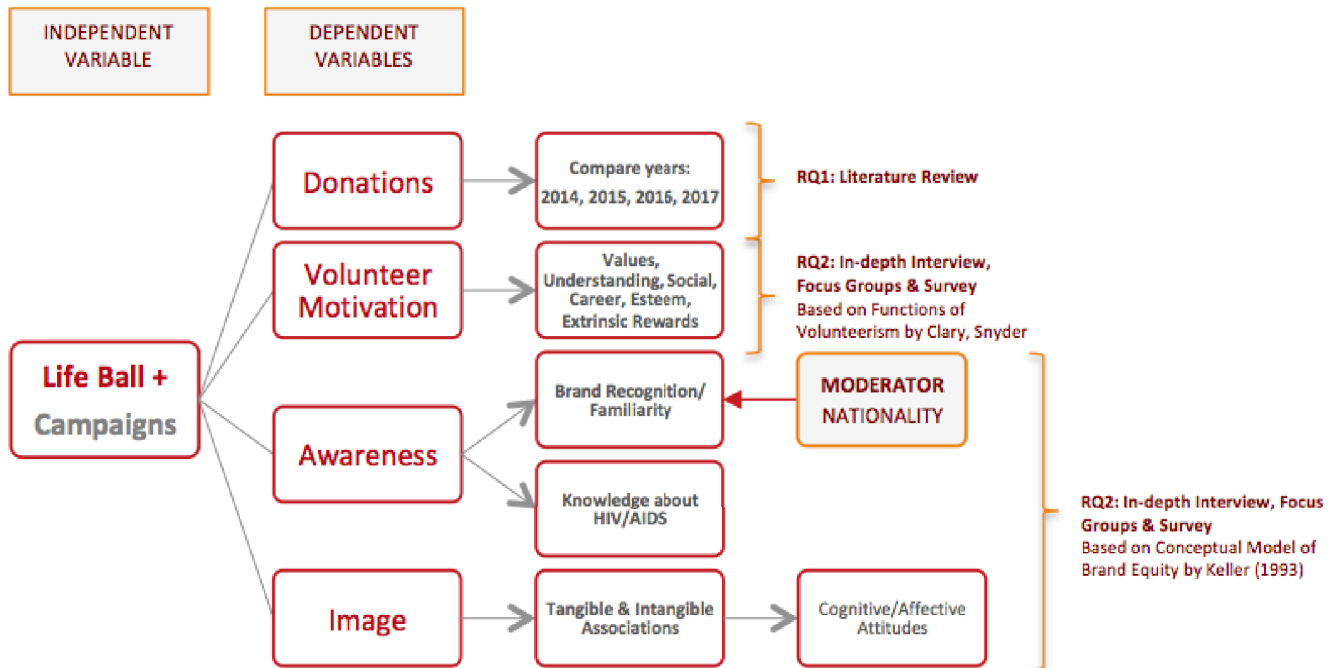 INDEPENDENT
VARIABLE
DEPENDENT
VARIABLES
Life Ball +
Campaigns
Donations
Compare years:
2014, 2015, 2016, 2017
RQ1: Literature Review
Volunteer
Motivation
Values,
Understanding, Social,
Career, Esteem,
Extrinsic Rewards
RQ2: In-depth Interview,
Focus Groups & Survey
Based on Functions of
Volunteerism by Clary, Snyder
Awareness
Brand Recognition/
Familiarity
MODERATOR
NATIONALITY
Knowledge about
HIV/AIDS
RQ2: In-depth Interview, Focus
Groups & Survey
Based on Conceptual Model of
Brand Equity by Keller (1993)
Image
Tangible & Intangible
Associations
Cognitive/Affective
Attitudes